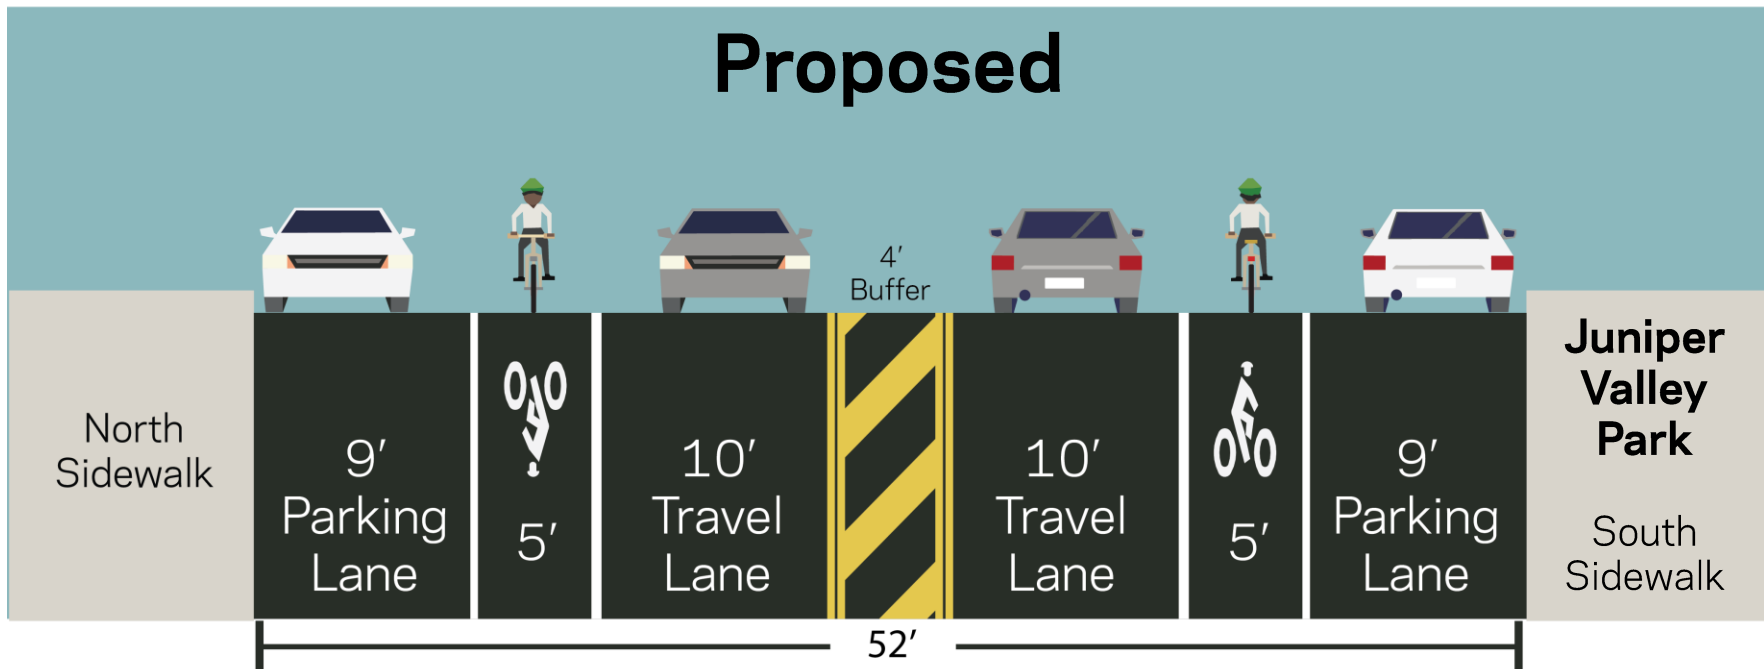 Proposed
4′
Buffer
North
Sidewalk
9′
Parking
Lane
5′
10′
Travel
Lane
10′
Travel
Lane
5′
9′
Parking
Lane
Juniper
Valley
Park
South
Sidewalk
52′